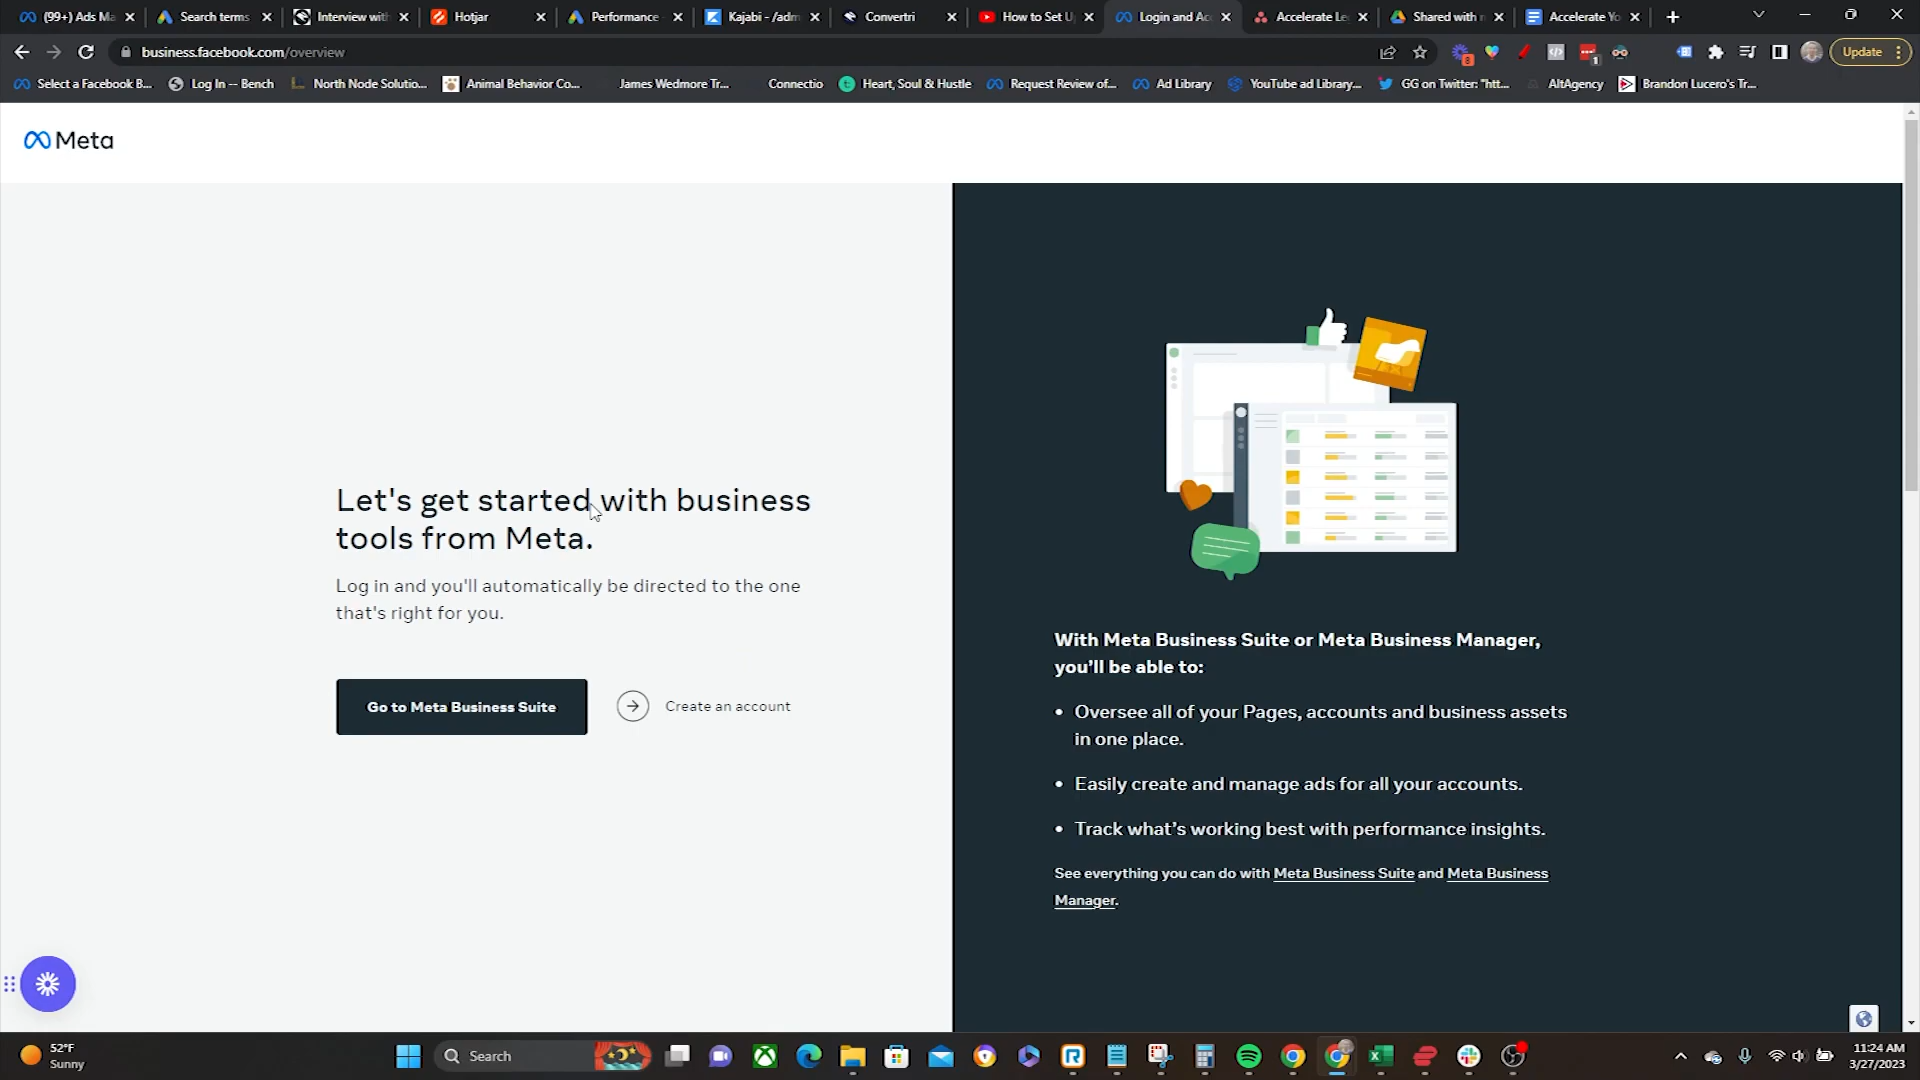 (99+) Ads Ma
Search terms
Interview with
Hotjar
Performance
Kajabi - /adm
Convertri
How to Set U
Login and Ac
Accelerate Le
Shared with
Accelerate Yo
business.facebook.com/overview
8
1
Update
Select a Facebook B...
Log In — Bench
North Node Solutio...
Animal Behavior Co...
James Wedmore Tr...
Connectio
Heart, Soul & Hustle
Request Review of...
Ad Library
YouTube ad Library...
GG on Twitter: "htt...
AltAgency
Brandon Lucero's Tr...
Meta
Let's get started with business
tools from Meta.
Log in and you'll automatically be directed to the one
that's right for you.
Go to Meta Business Suite
Create an account
With Meta Business Suite or Meta Business Manager,
you'll be able to:
• Oversee all of your Pages, accounts and business assets
in one place.
• Easily create and manage ads for all your accounts.
• Track what's working best with performance insights.
See everything you can do with Meta Business Suite and Meta Business
Manager.
52°F
Sunny
Search
11:24 AM
3/27/2023